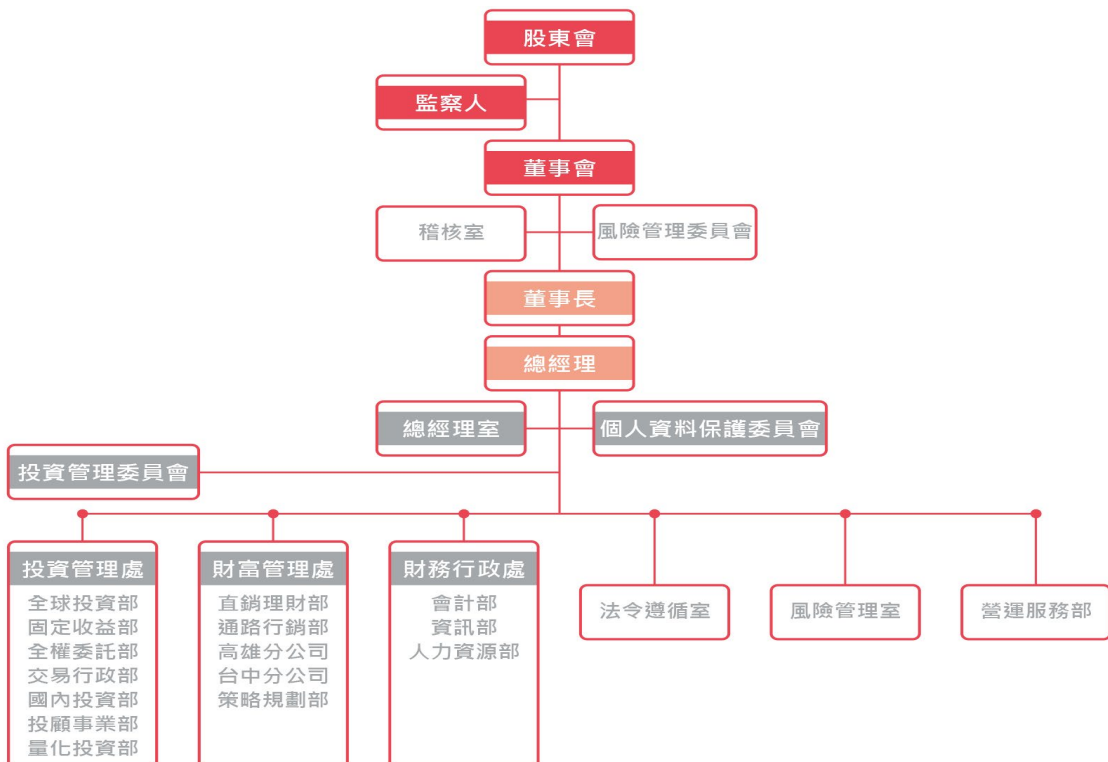 股東會
監察人
董事會
稽核室
風險管理委員會
董事長
總經理
總經理室
個人資料保護委員會
投資管理委員會
投資管理處
全球投資部
固定收益部
全權委託部
交易行政部
國內投資部
投顧事業部
量化投資部
財富管理處
直銷理財部
通路行銷部
高雄分公司
台中分公司
策略規劃部
財務行政處
會計部
資訊部
人力資源部
法令遵循室
風險管理室
營運服務部